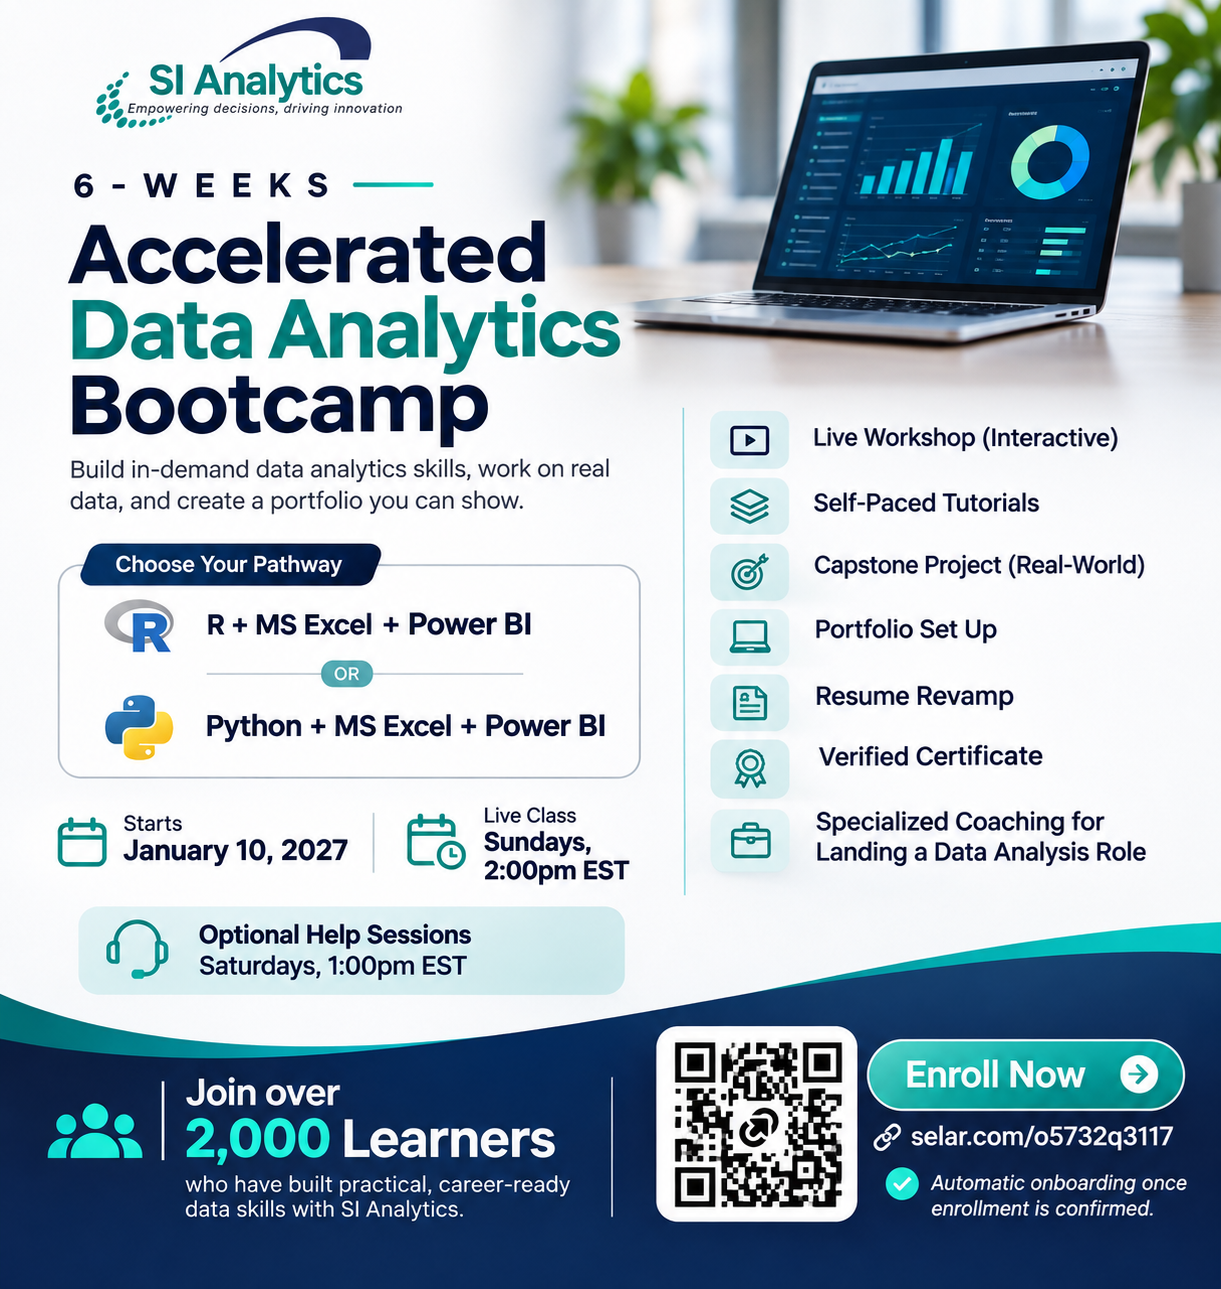 SI Analytics
Empowering decisions, driving innovation
6 - WEEKS
Accelerated
Data Analytics
Bootcamp
Build in-demand data analytics skills, work on real
data, and create a portfolio you can show.
Choose Your Pathway
R + MS Excel + Power BI
OR
Python + MS Excel + Power BI
Starts
January 10, 2027
Live Class
Sundays,
2:00pm EST
Optional Help Sessions
Saturdays, 1:00pm EST
Live Workshop (Interactive)
Self-Paced Tutorials
Capstone Project (Real-World)
Portfolio Set Up
Resume Revamp
Verified Certificate
Specialized Coaching for
Landing a Data Analysis Role
Join over
2,000 Learners
who have built practical, career-ready
data skills with SI Analytics.
Enroll Now
selar.com/o5732q3117
Automatic onboarding once
enrollment is confirmed.